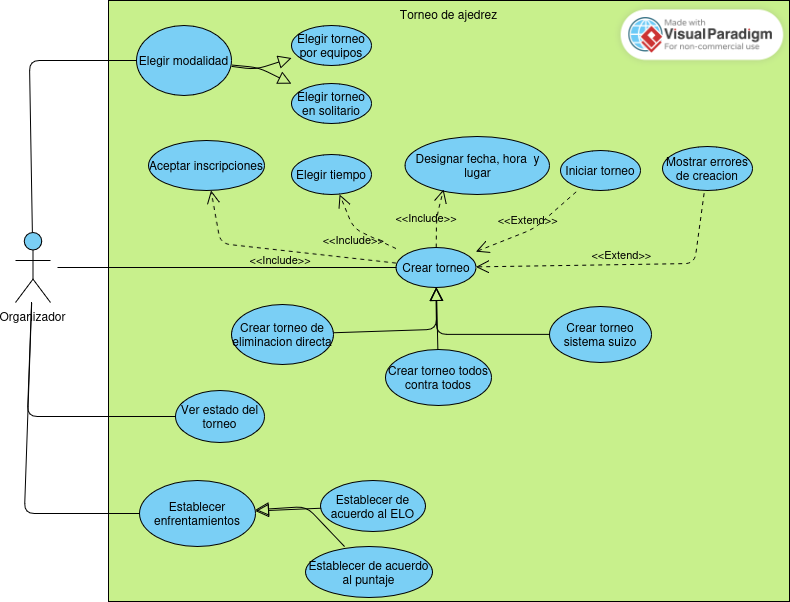 Torneo de ajedrez
Made with
Visual Paradigm
For non-commercial use
Elegir modalidad
Elegir torneo
por equipos
Elegir torneo
en solitario
Aceptar inscripciones
Elegir tiempo
Designar fecha, hora y
lugar
Iniciar torneo
Mostrar errores
de creacion
<<Include>>
<<Include>>
<<Include>>
<<Extend>>
<<Extend>>
Crear torneo
Organizador
Crear torneo de
eliminacion directa
Crear torneo todos
contra todos
Crear torneo
sistema suizo
Ver estado del
torneo
Establecer
enfrentamientos
Establecer de
acuerdo al ELO
Establecer de acuerdo
al puntaje